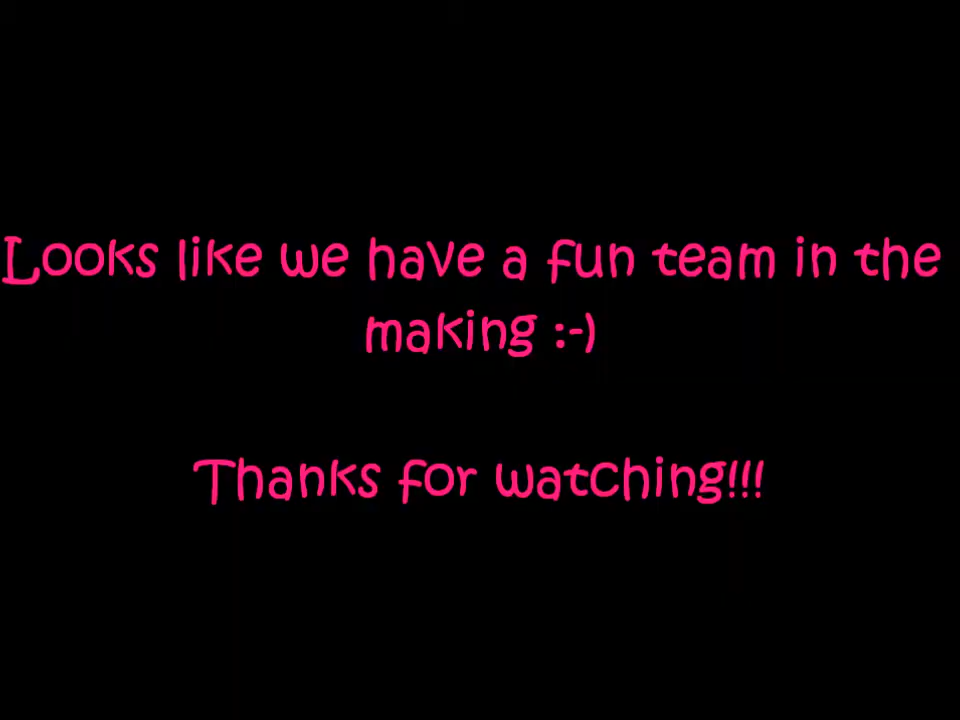 Looks like we have a fun team in the
making :-)
Thanks for watching!!!